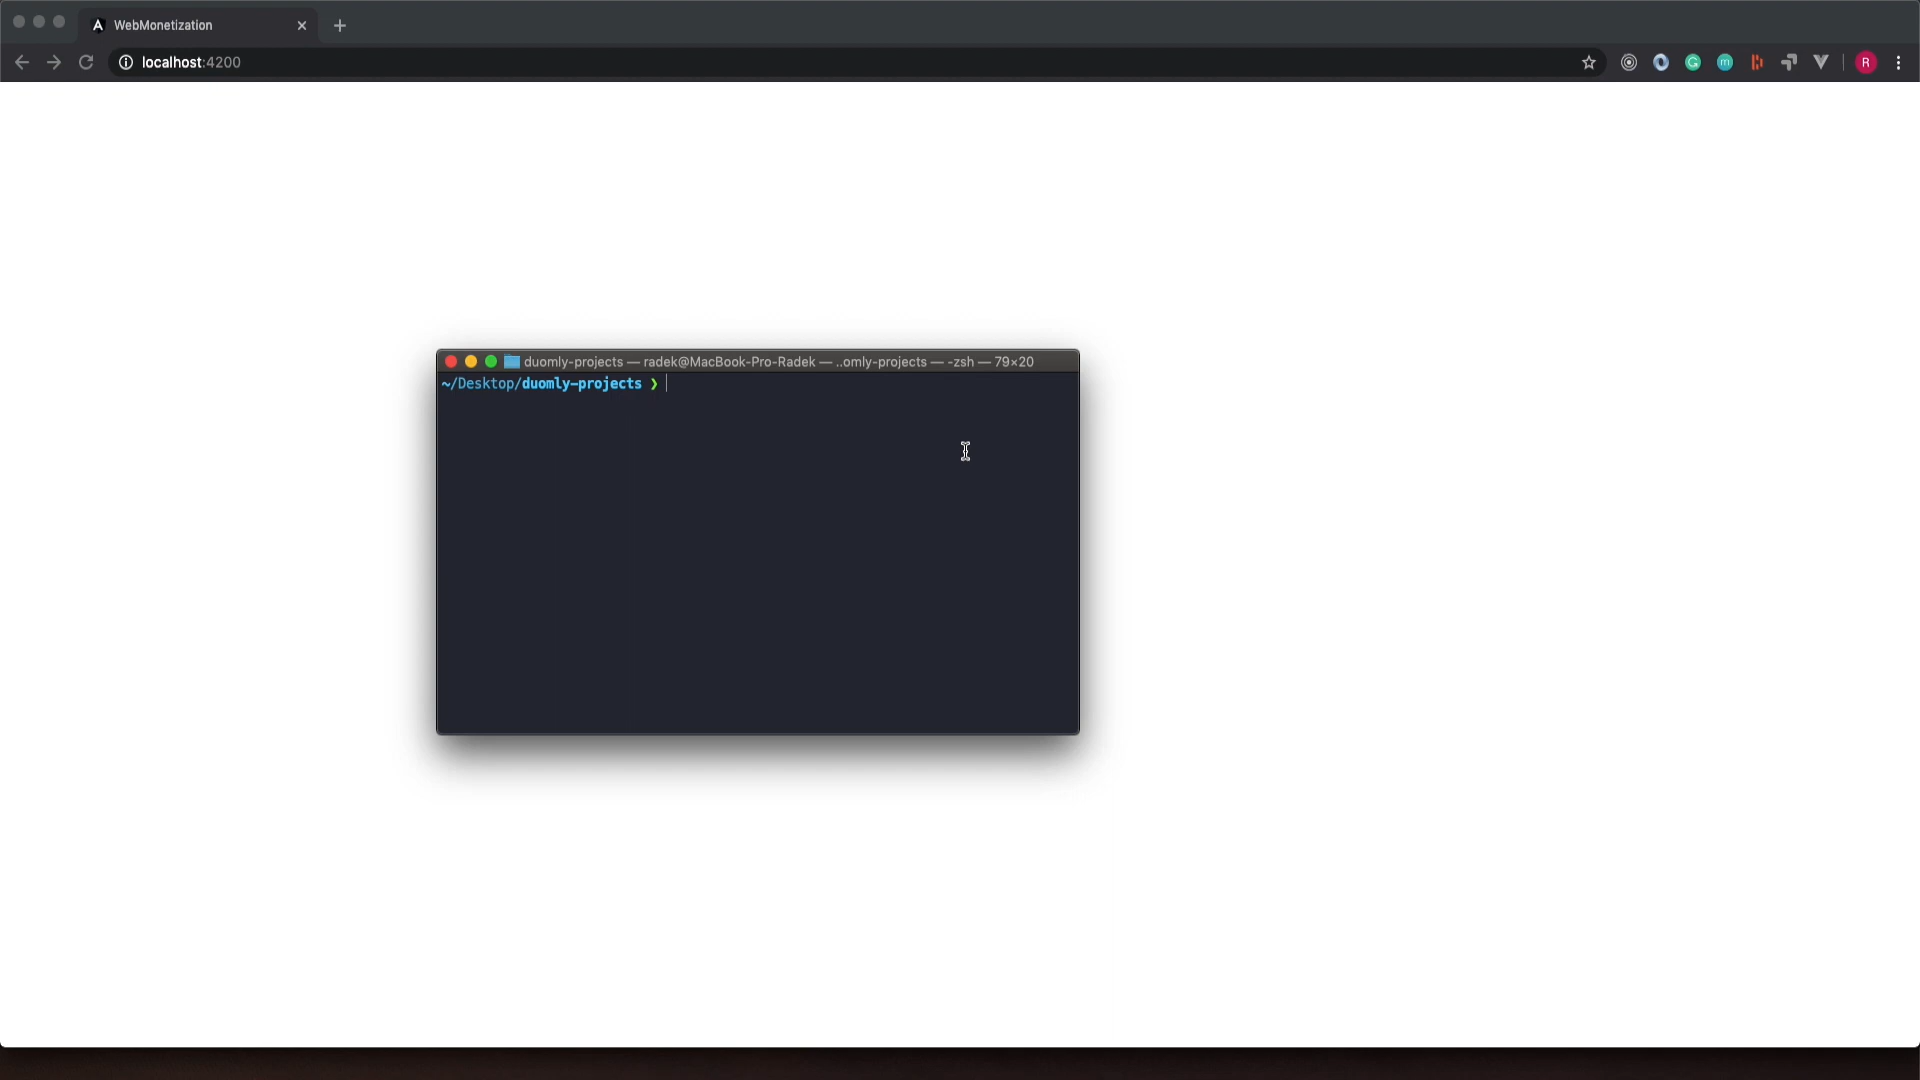 WebMonetization
localhost:4200
R
duomly-projects — radek@MacBook-Pro-Radek — ..omly-projects — -zsh — 79×20
~/Desktop/duomly-projects ❯